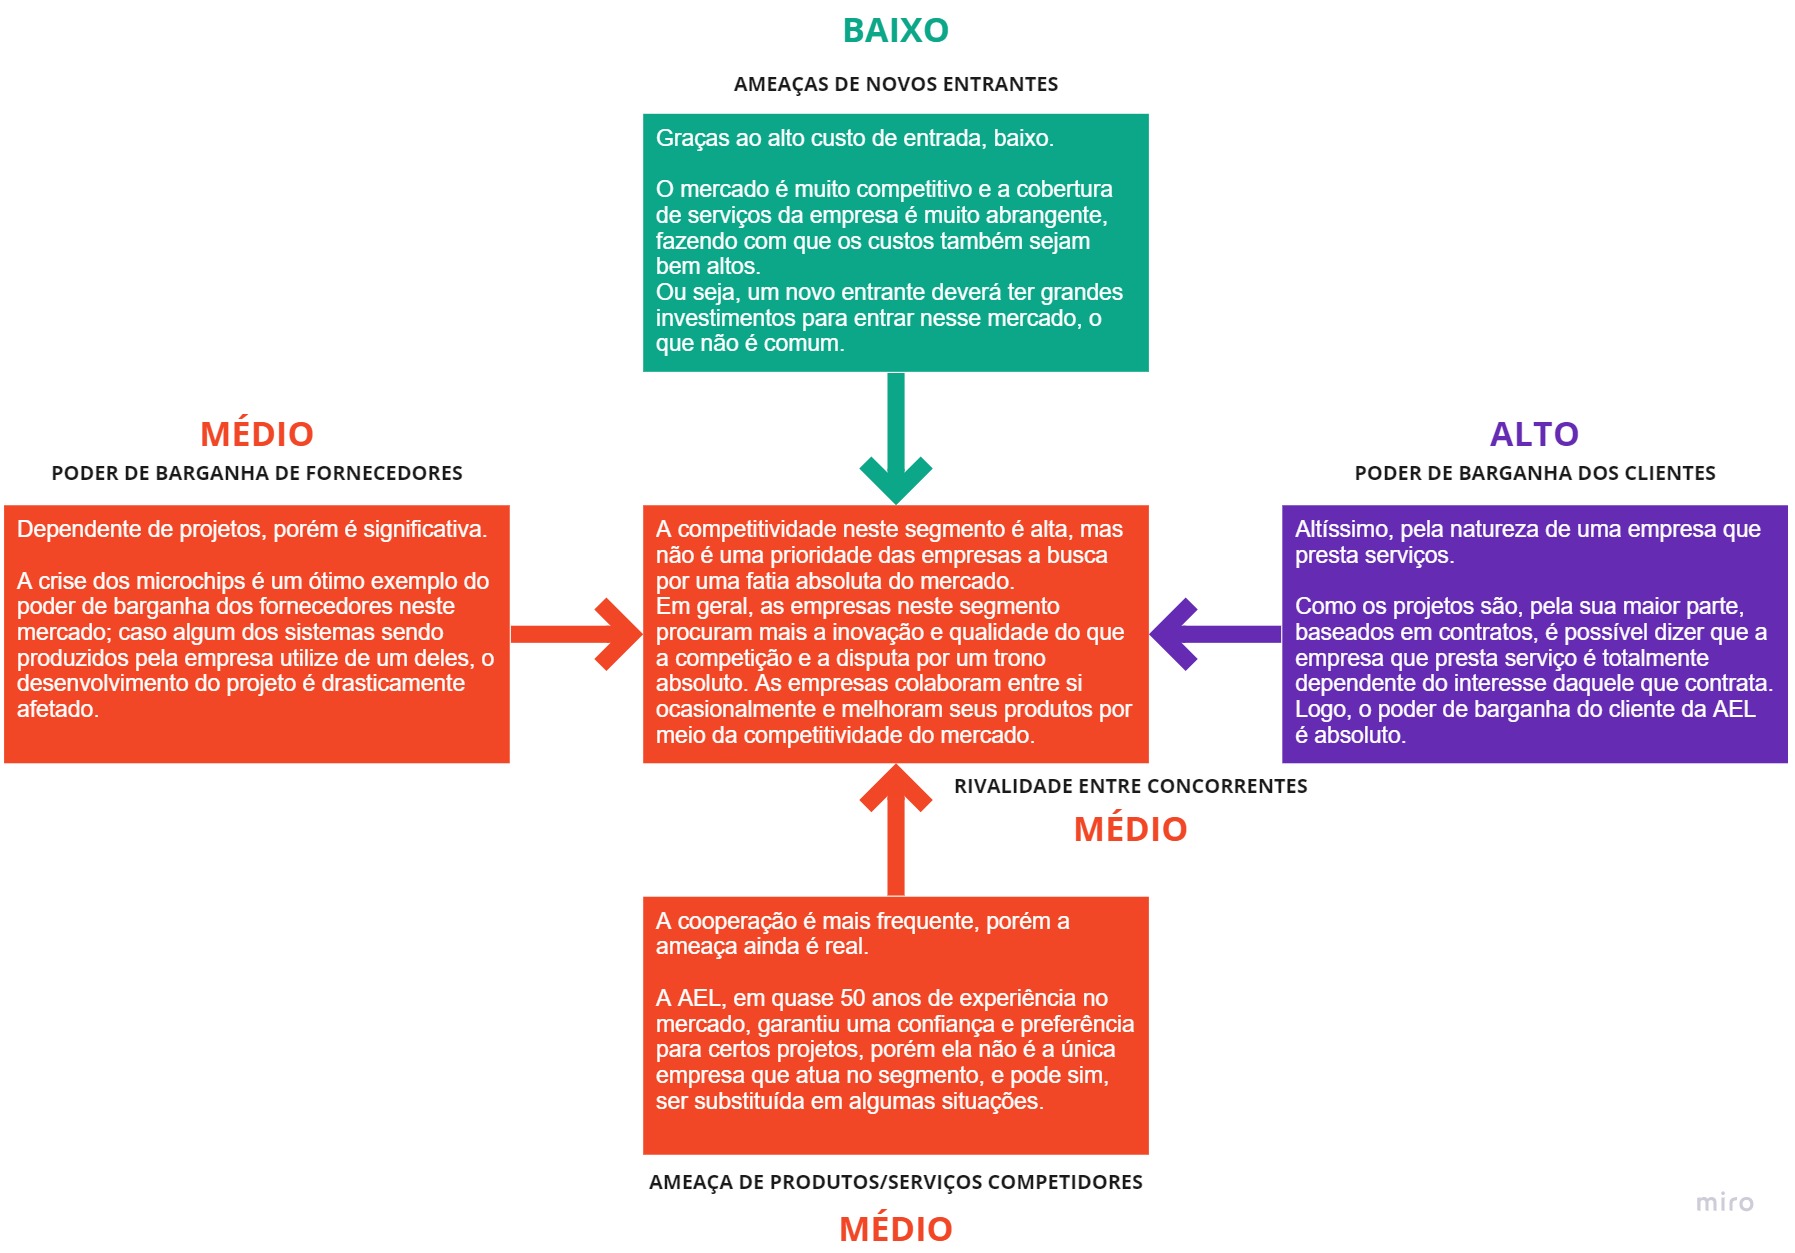 BAIXO
AMEAÇAS DE NOVOS ENTRANTES
Graças ao alto custo de entrada, baixo.
O mercado é muito competitivo e a cobertura
de serviços da empresa é muito abrangente,
fazendo com que os custos também sejam
bem altos.
Ou seja, um novo entrante deverá ter grandes
investimentos para entrar nesse mercado, o
que não é comum.
MÉDIO
PODER DE BARGANHA DE FORNECEDORES
Dependente de projetos, porém é significativa.
A crise dos microchips é um ótimo exemplo do
poder de barganha dos fornecedores neste
mercado; caso algum dos sistemas sendo
produzidos pela empresa utilize de um deles, o
desenvolvimento do projeto é drasticamente
afetado.
A competitividade neste segmento é alta, mas
não é uma prioridade das empresas a busca
por uma fatia absoluta do mercado.
Em geral, as empresas neste segmento
procuram mais a inovação e qualidade do que
a competição e a disputa por um trono
absoluto. As empresas colaboram entre si
ocasionalmente e melhoram seus produtos por
meio da competitividade do mercado.
RIVALIDADE ENTRE CONCORRENTES
MÉDIO
ALTO
PODER DE BARGANHA DOS CLIENTES
Altíssimo, pela natureza de uma empresa que
presta serviços.
Como os projetos são, pela sua maior parte,
baseados em contratos, é possível dizer que a
empresa que presta serviço é totalmente
dependente do interesse daquele que contrata.
Logo, o poder de barganha do cliente da AEL
é absoluto.
A cooperação é mais frequente, porém a
ameaça ainda é real.
A AEL, em quase 50 anos de experiência no
mercado, garantiu uma confiança e preferência
para certos projetos, porém ela não é a única
empresa que atua no segmento, e pode sim,
ser substituída em algumas situações.
AMEAÇA DE PRODUTOS/SERVIÇOS COMPETIDORES
MÉDIO
miro